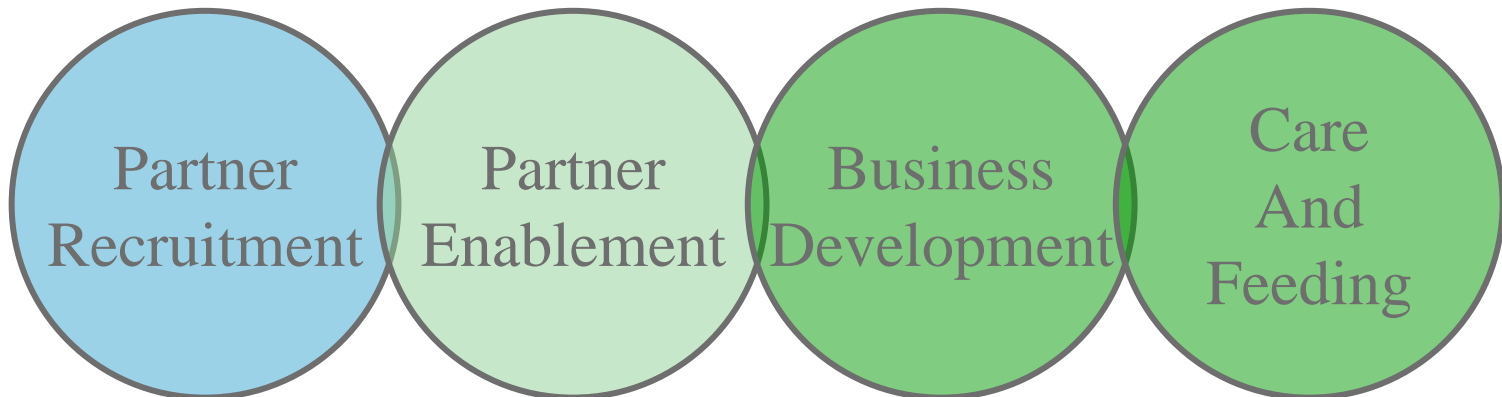 Partner
Recruitment
Partner
Enablement
Business
Development
Care
And
Feeding